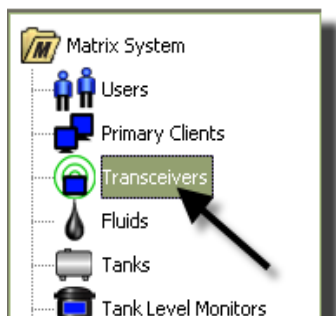 Matrix System
Users
Primary Clients
Transceivers
Fluids
Tanks
Tank Level Monitors